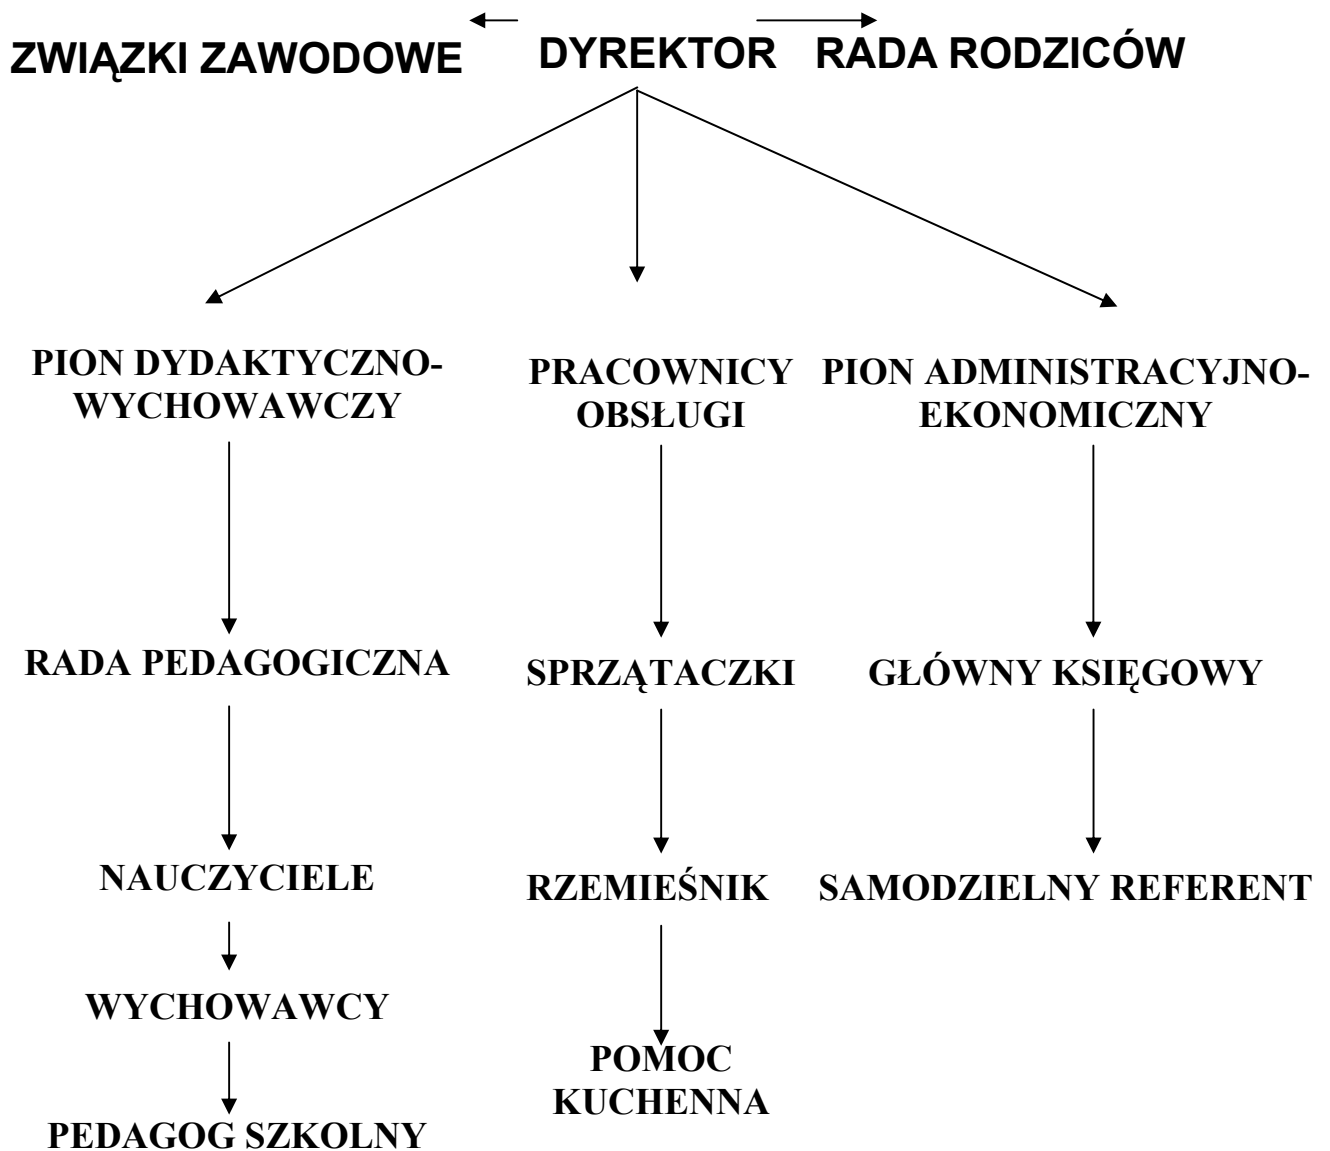 ZWIĄZKI ZAWODOWE DYREKTOR RADA RODZICÓW
PION DYDAKTYCZNO-
WYCHOWAWCZY
PRACOWNICY
OBSŁUGI
PION ADMINISTRACYJNO-
EKONOMICZNY
RADA PEDAGOGICZNA
SPRZĄTACZKI
GŁÓWNY KSIĘGOWY
NAUCZYCIELE
RZEMIEŚNIK
SAMODZIELNY REFERENT
WYCHOWAWCY
POMOC
KUCHENNA
PEDAGOG SZKOLNY